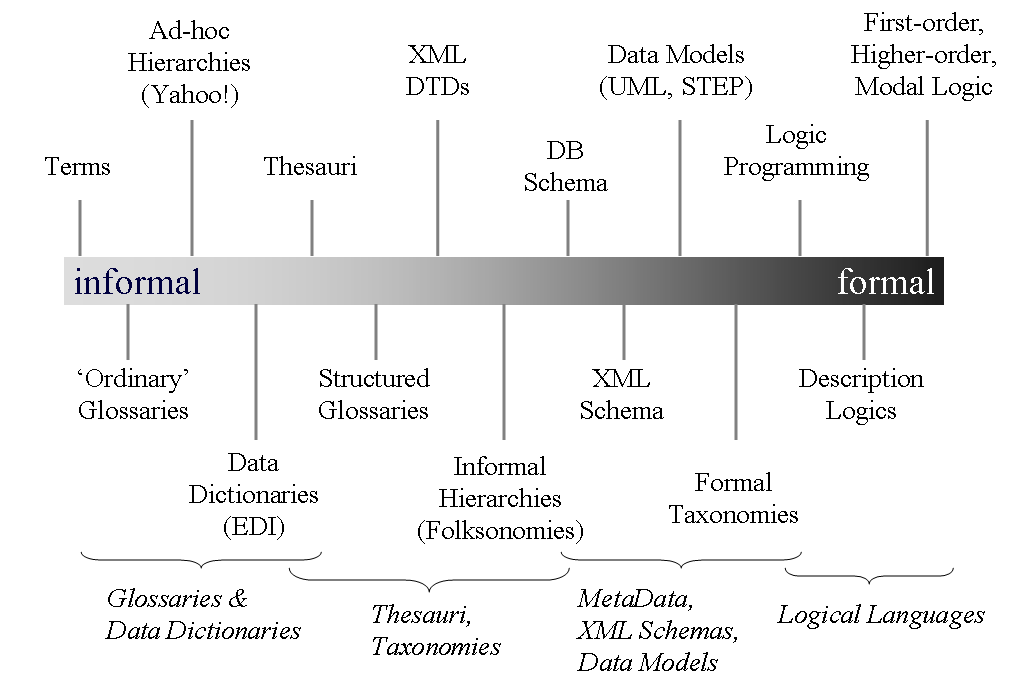 Ad-hoc
Hierarchies
(Yahoo!)
XML
DTDs
Data Models
(UML, STEP)
First-order,
Higher-order,
Modal Logic
Terms
Thesauri
DB
Schema
Logic
Programming
informal
formal
‘Ordinary’
Glossaries
Structured
Glossaries
XML
Schema
Description
Logics
Data
Dictionaries
(EDI)
Informal
Hierarchies
(Folksonomies)
Formal
Taxonomies
Glossaries &
Data Dictionaries
Thesauri,
Taxonomies
MetaData,
XML Schemas,
Data Models
Logical Languages